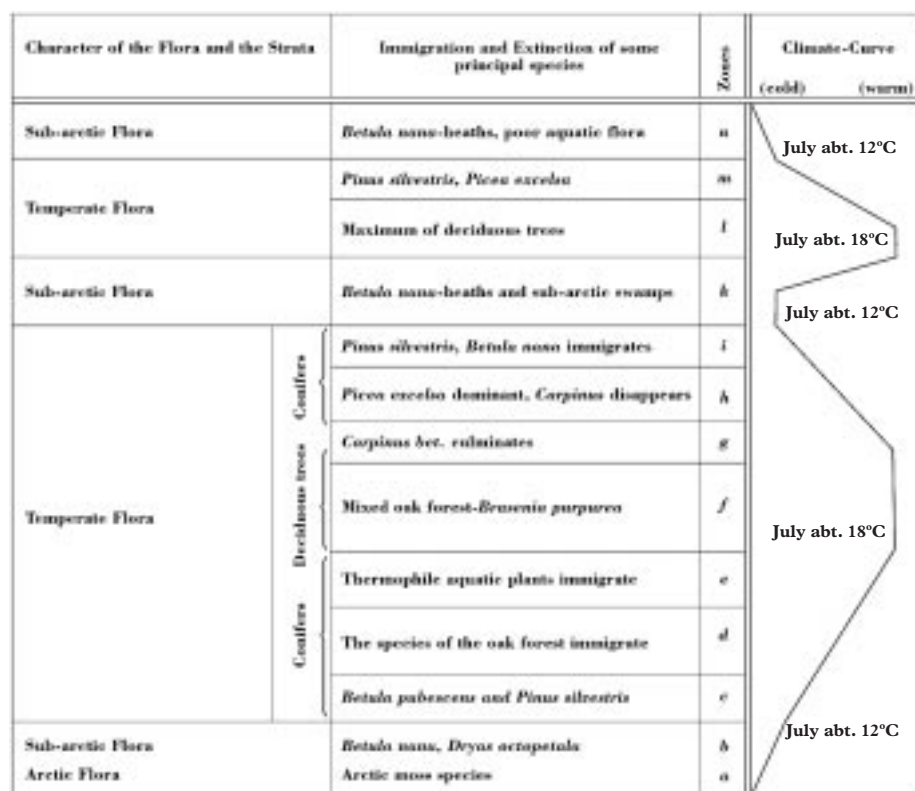 Character of the Flora and the Strata
Immigration and Extinction of some
principal species
Zones
Climate-Curve
(cold) (warm)
Sub-arctic Flora
Betula nana-heaths, poor aquatic flora
n
July abt. 12°C
Temperate Flora
Pinus silvestris, Picea excelsa
m
Maximum of deciduous trees
l
July abt. 18°C
Sub-arctic Flora
Betula nana-heaths and sub-arctic swamps
k
July abt. 12°C
Temperate Flora
Conifers
Pinus silvestris, Betula nana immigrates
i
Picea excelsa dominant, Carpinus disappears
h
Deciduous trees
Carpinus bet. culminates
g
Mixed oak forest-Brasenia purpurea
f
July abt. 18°C
Conifers
Thermophile aquatic plants immigrate
e
The species of the oak forest immigrate
d
Betula pubescens and Pinus silvestris
c
July abt. 12°C
Sub-arctic Flora
Betula nana, Dryas octopetala
b
Arctic Flora
Arctic moss species
a